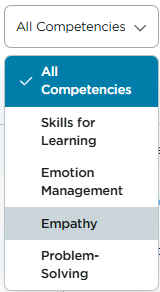 All Competencies
All
Competencies
Skills for
Learning
Emotion
Management
Empathy
Problem-
Solving